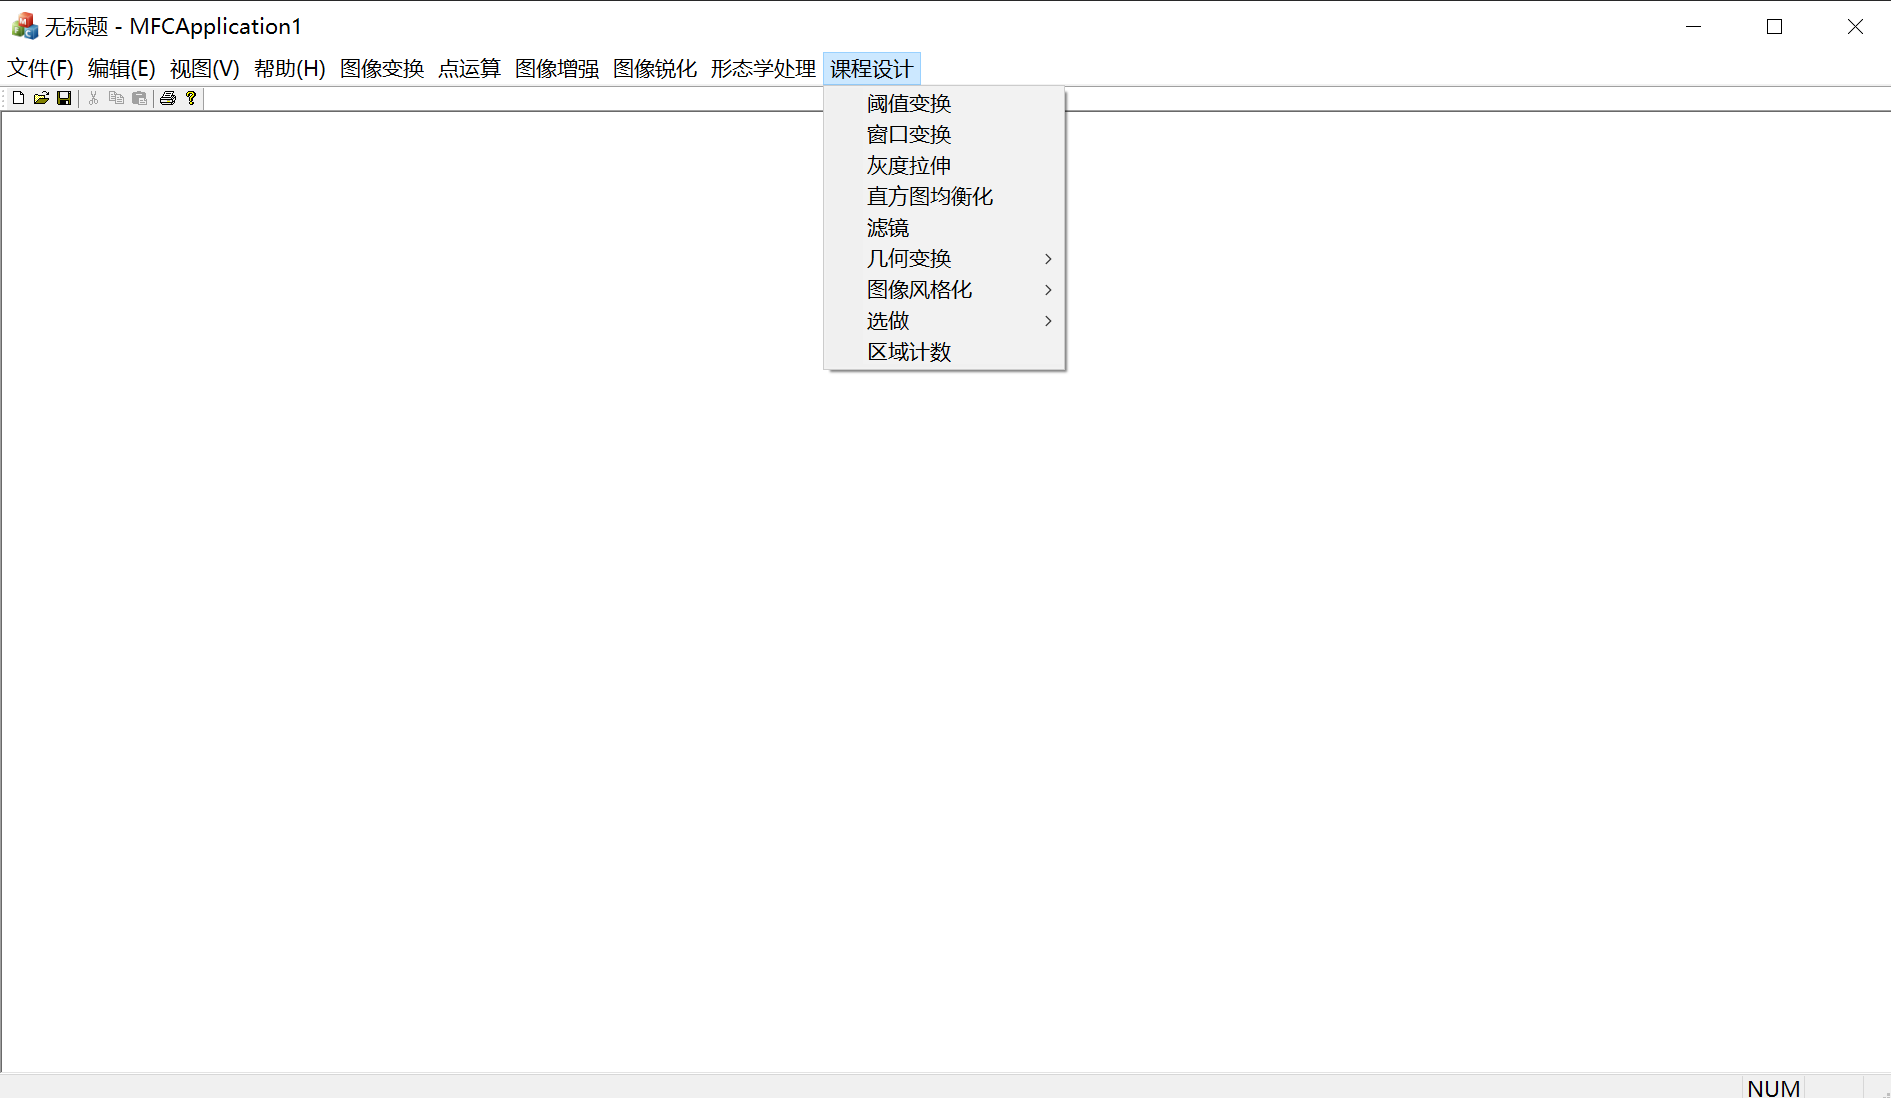 无标题 - MFCApplication1
文件(F) 编辑(E) 视图(V) 帮助(H) 图像变换 点运算 图像增强 图像锐化 形态学处理 课程设计
阈值变换
窗口变换
灰度拉伸
直方图均衡化
滤镜
几何变换
图像风格化
选做
区域计数
NUM